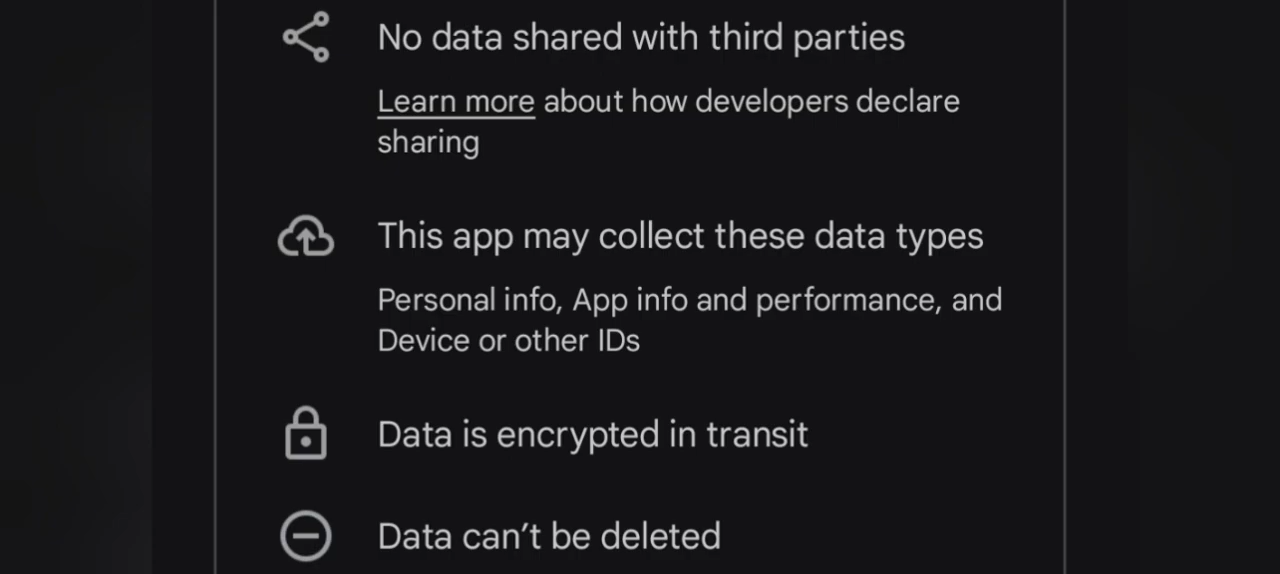 No data shared with third parties
Learn more about how developers declare
sharing
This app may collect these data types
Personal info, App info and performance, and
Device or other IDs
Data is encrypted in transit
Data can’t be deleted